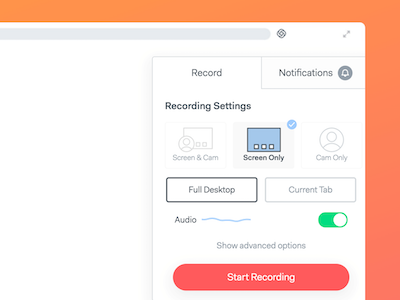 Record
Notifications
Recording Settings
Screen & Cam
Screen Only
Cam Only
Full Desktop
Current Tab
Audio
Show advanced options
Start Recording